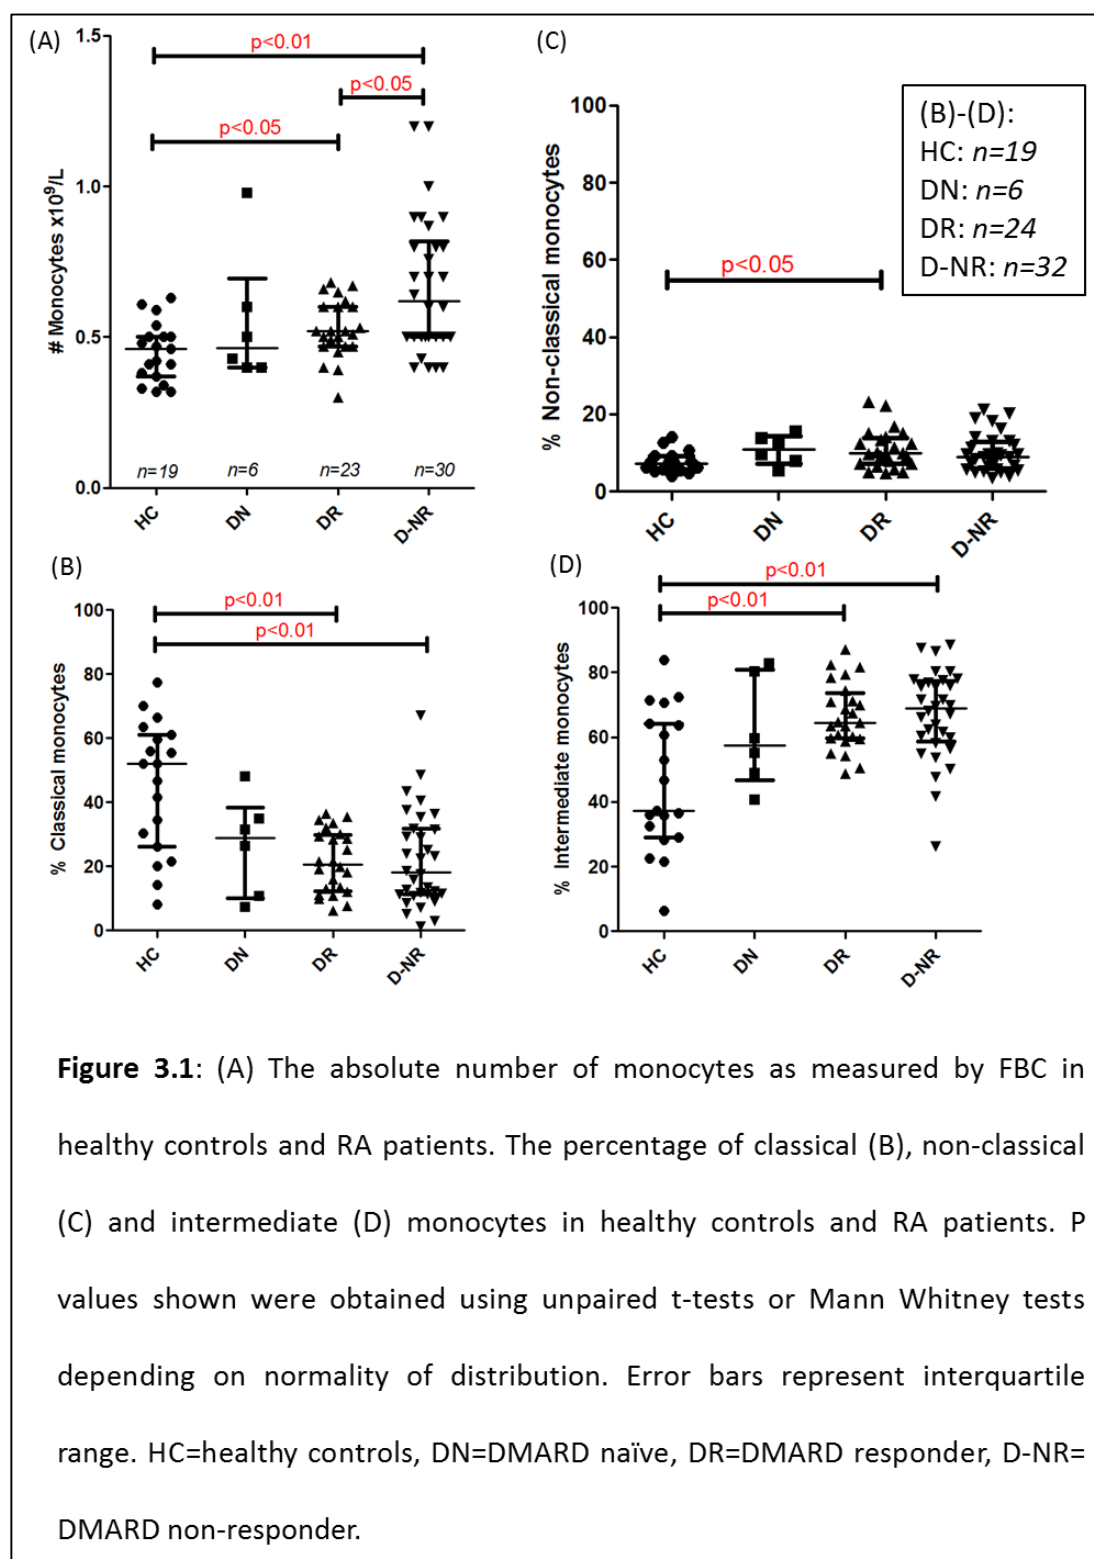 (A)
1.5
1.0
0.5
0.0
# Monocytes x10⁹/L
p<0.01
p<0.05
p<0.05
n=19 n=6 n=23 n=30
HC DN DR D-NR
(C)
100
80
60
40
20
0
% Non-classical monocytes
p<0.05
HC DN DR D-NR
(B)-(D):
HC: n=19
DN: n=6
DR: n=24
D-NR: n=32
(B)
100
80
60
40
20
0
% Classical monocytes
p<0.01
p<0.01
HC DN DR D-NR
(D)
100
80
60
40
20
0
% Intermediate monocytes
p<0.01
p<0.01
HC DN DR D-NR
Figure 3.1: (A) The absolute number of monocytes as measured by FBC in
healthy controls and RA patients. The percentage of classical (B), non-classical
(C) and intermediate (D) monocytes in healthy controls and RA patients. P
values shown were obtained using unpaired t-tests or Mann Whitney tests
depending on normality of distribution. Error bars represent interquartile
range. HC=healthy controls, DN=DMARD naïve, DR=DMARD responder, D-NR=
DMARD non-responder.